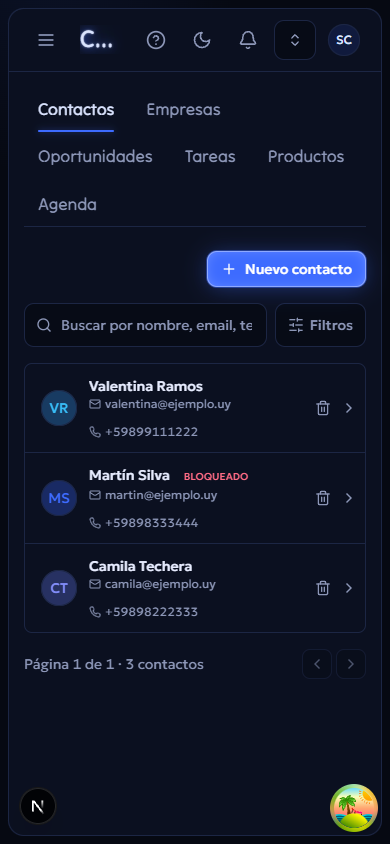 C...
SC
Contactos Empresas
Oportunidades Tareas Productos
Agenda
+ Nuevo contacto
Buscar por nombre, email, te
Filtros
VR
Valentina Ramos
valentina@ejemplo.uy
+59899111222
MS
Martín Silva BLOQUEADO
martin@ejemplo.uy
+59898333444
CT
Camila Techera
camila@ejemplo.uy
+59898222333
Página 1 de 1 · 3 contactos
N